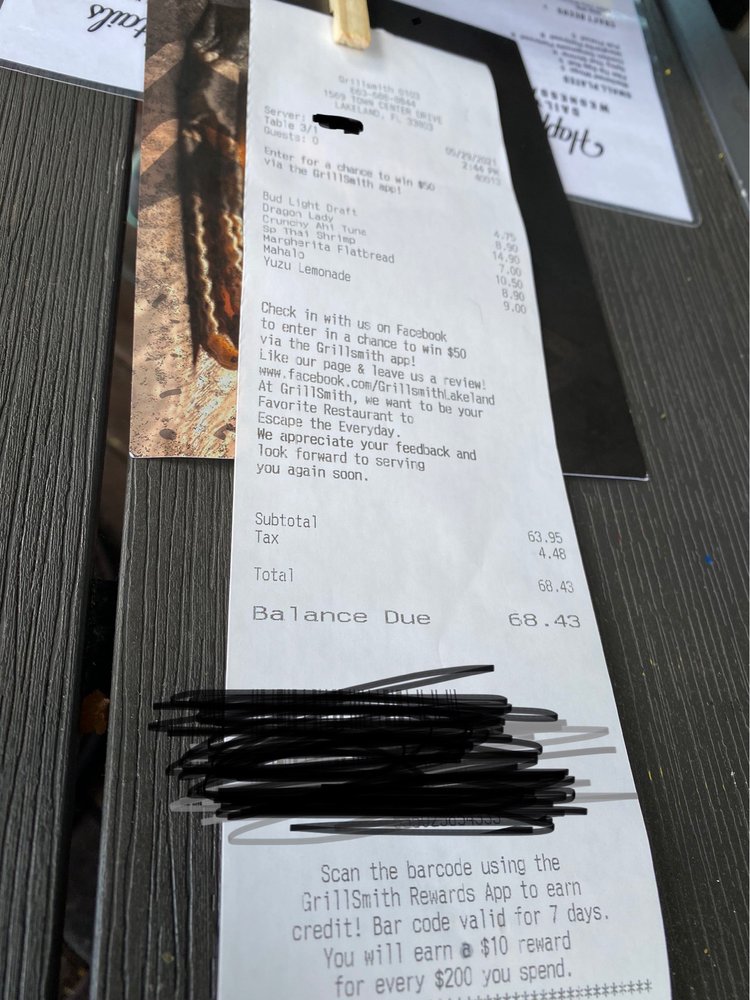 GrillSmith 0103
863-688-8844
1569 TOWN CENTER DRIVE
LAKELAND, FL 33803
Server:
Table 3/1
Guests: 0
05/29/2021
2:44 PM
40013
Enter for a chance to win $50
via the GrillSmith app!
Bud Light Draft 4.75
Dragon Lady 8.90
Crunchy Ahi Tuna 14.90
Sp Thai Shrimp 7.00
Margherita Flatbread 10.50
Mahalo 8.90
Yuzu Lemonade 9.00
Check in with us on Facebook
to enter in a chance to win $50
via the Grillsmith app!
Like our page & leave us a review!
www.facebook.com/GrillsmithLakeland
At GrillSmith, we want to be your
Favorite Restaurant to
Escape the Everyday.
We appreciate your feedback and
look forward to serving
you again soon.
Subtotal 63.95
Tax 4.48
Total 68.43
Balance Due 68.43
Scan the barcode using the
GrillSmith Rewards App to earn
credit! Bar code valid for 7 days.
You will earn a $10 reward
for every $200 you spend.